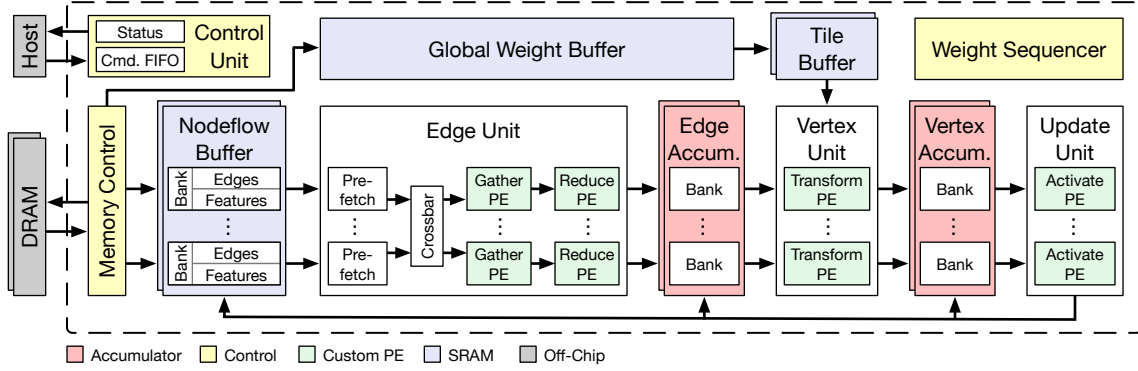 Host
Status
Cmd. FIFO
Control
Unit
Global Weight Buffer
Tile
Buffer
Weight Sequencer
DRAM
Memory Control
Nodeflow
Buffer
Bank
Edges
Features
Bank
Edges
Features
Edge Unit
Pre-
fetch
Pre-
fetch
Crossbar
Gather
PE
Reduce
PE
Gather
PE
Reduce
PE
Edge
Accum.
Bank
Bank
Vertex
Unit
Transform
PE
Transform
PE
Vertex
Accum.
Bank
Bank
Update
Unit
Activate
PE
Activate
PE
Accumulator
Control
Custom PE
SRAM
Off-Chip